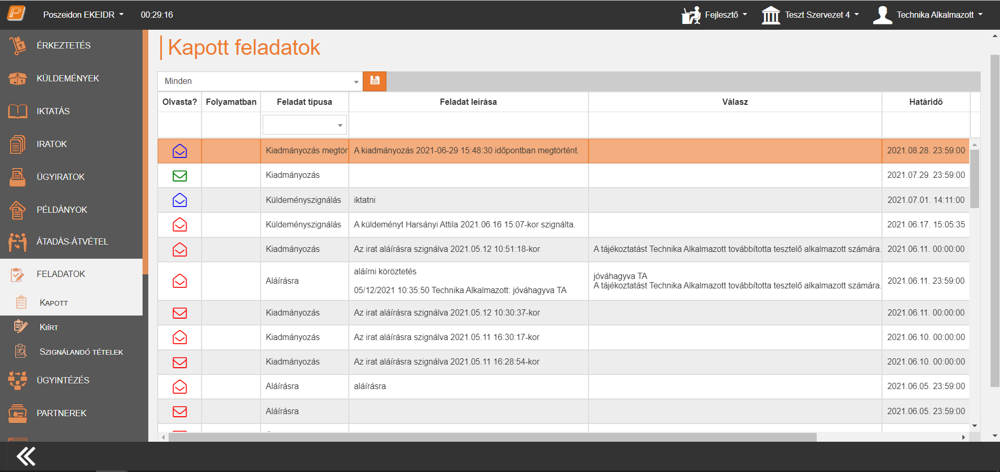 Poszeidon EKEIDR
00:29:16
Fejlesztő
Teszt Szervezet 4
Technika Alkalmazott
ÉRKEZTETÉS
KÜLDEMÉNYEK
IKTATÁS
IRATOK
ÜGYIRATOK
PÉLDÁNYOK
ÁTADÁS-ÁTVÉTEL
FELADATOK
KAPOTT
KIÍRT
SZIGNÁLANDÓ TÉTELEK
ÜGYINTÉZÉS
PARTNEREK
Kapott feladatok
Minden
Olvasta? Folyamatban Feladat típusa Feladat leírása Válasz Határidő
Kiadmányozás megtör A kiadmányozás 2021-06-29 15:48:30 időpontban megtörtént. 2021.08.28. 23:59:00
Kiadmányozás 2021.07.29. 23:59:00
Küldeményszignálás iktatni 2021.07.01. 14:11:00
Küldeményszignálás A küldeményt Harsányi Attila 2021.06.16 15:07-kor szignálta. 2021.06.17. 15:05:35
Kiadmányozás Az irat aláírásra szignálva 2021.05.12 10:51:18-kor A tájékoztatást Technika Alkalmazott továbbította tesztelő alkalmazott számára. 2021.06.11. 00:00:00
Aláírásra
aláírni köröztetés
05/12/2021 10:35:50 Technika Alkalmazott: jóváhagyva TA
jóváhagyva TA
A tájékoztatást Technika Alkalmazott továbbította tesztelő alkalmazott számára.
2021.06.11. 23:59:00
Kiadmányozás Az irat aláírásra szignálva 2021.05.12 10:30:37-kor 2021.06.11. 00:00:00
Kiadmányozás Az irat aláírásra szignálva 2021.05.11 16:30:17-kor 2021.06.10. 00:00:00
Kiadmányozás Az irat aláírásra szignálva 2021.05.11 16:28:54-kor 2021.06.10. 00:00:00
Aláírásra aláírásra 2021.06.05. 23:59:00
Aláírásra 2021.06.05. 23:59:00